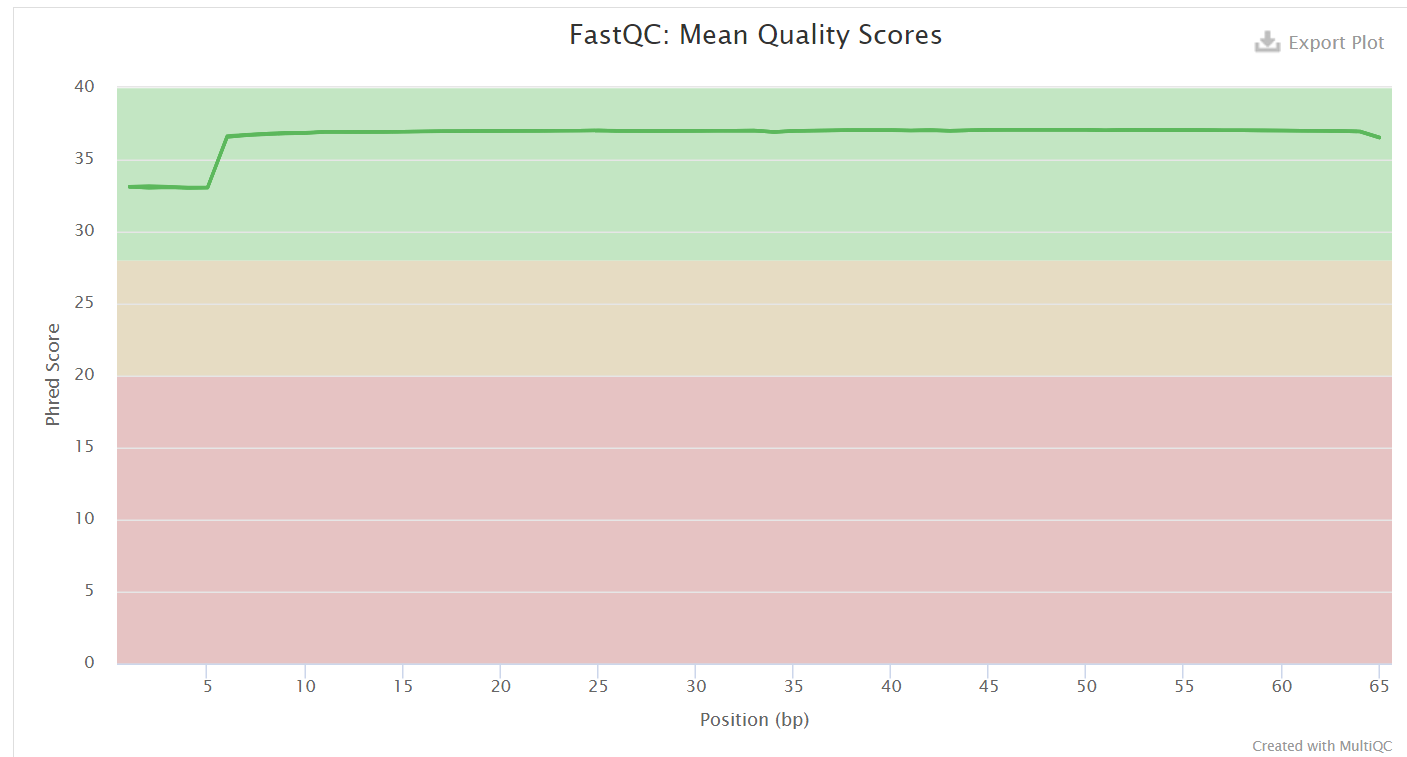 FastQC: Mean Quality Scores
Export Plot
40
35
30
25
20
15
10
5
0
Phred Score
5 10 15 20 25 30 35 40 45 50 55 60 65
Position (bp)
Created with MultiQC